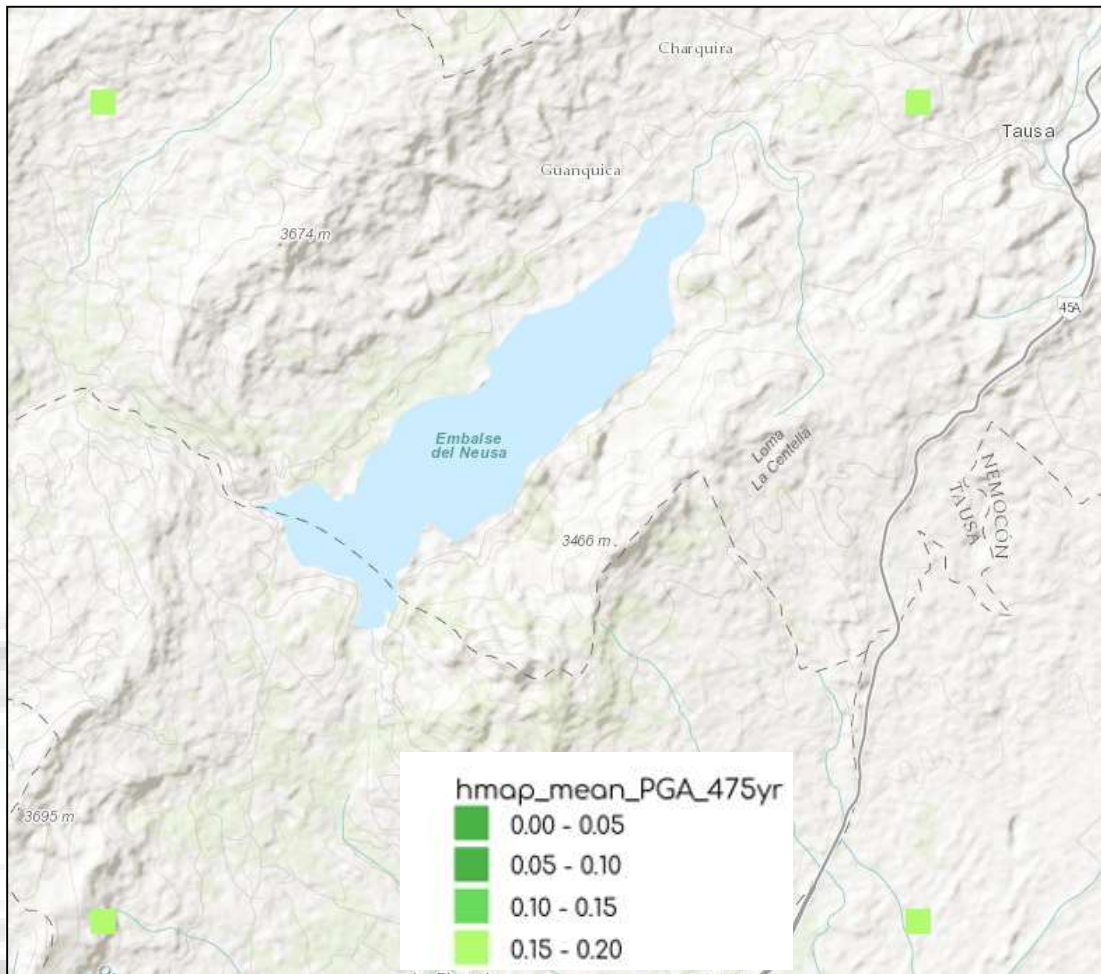 Charquira
Tausa
Guanquica
3674 m
45A
Embalse
del Neusa
Loma
La Centella
NEMOCÓN
TAUSA
3466 m
3695 m
hmap_mean_PGA_475yr
0.00 - 0.05
0.05 - 0.10
0.10 - 0.15
0.15 - 0.20